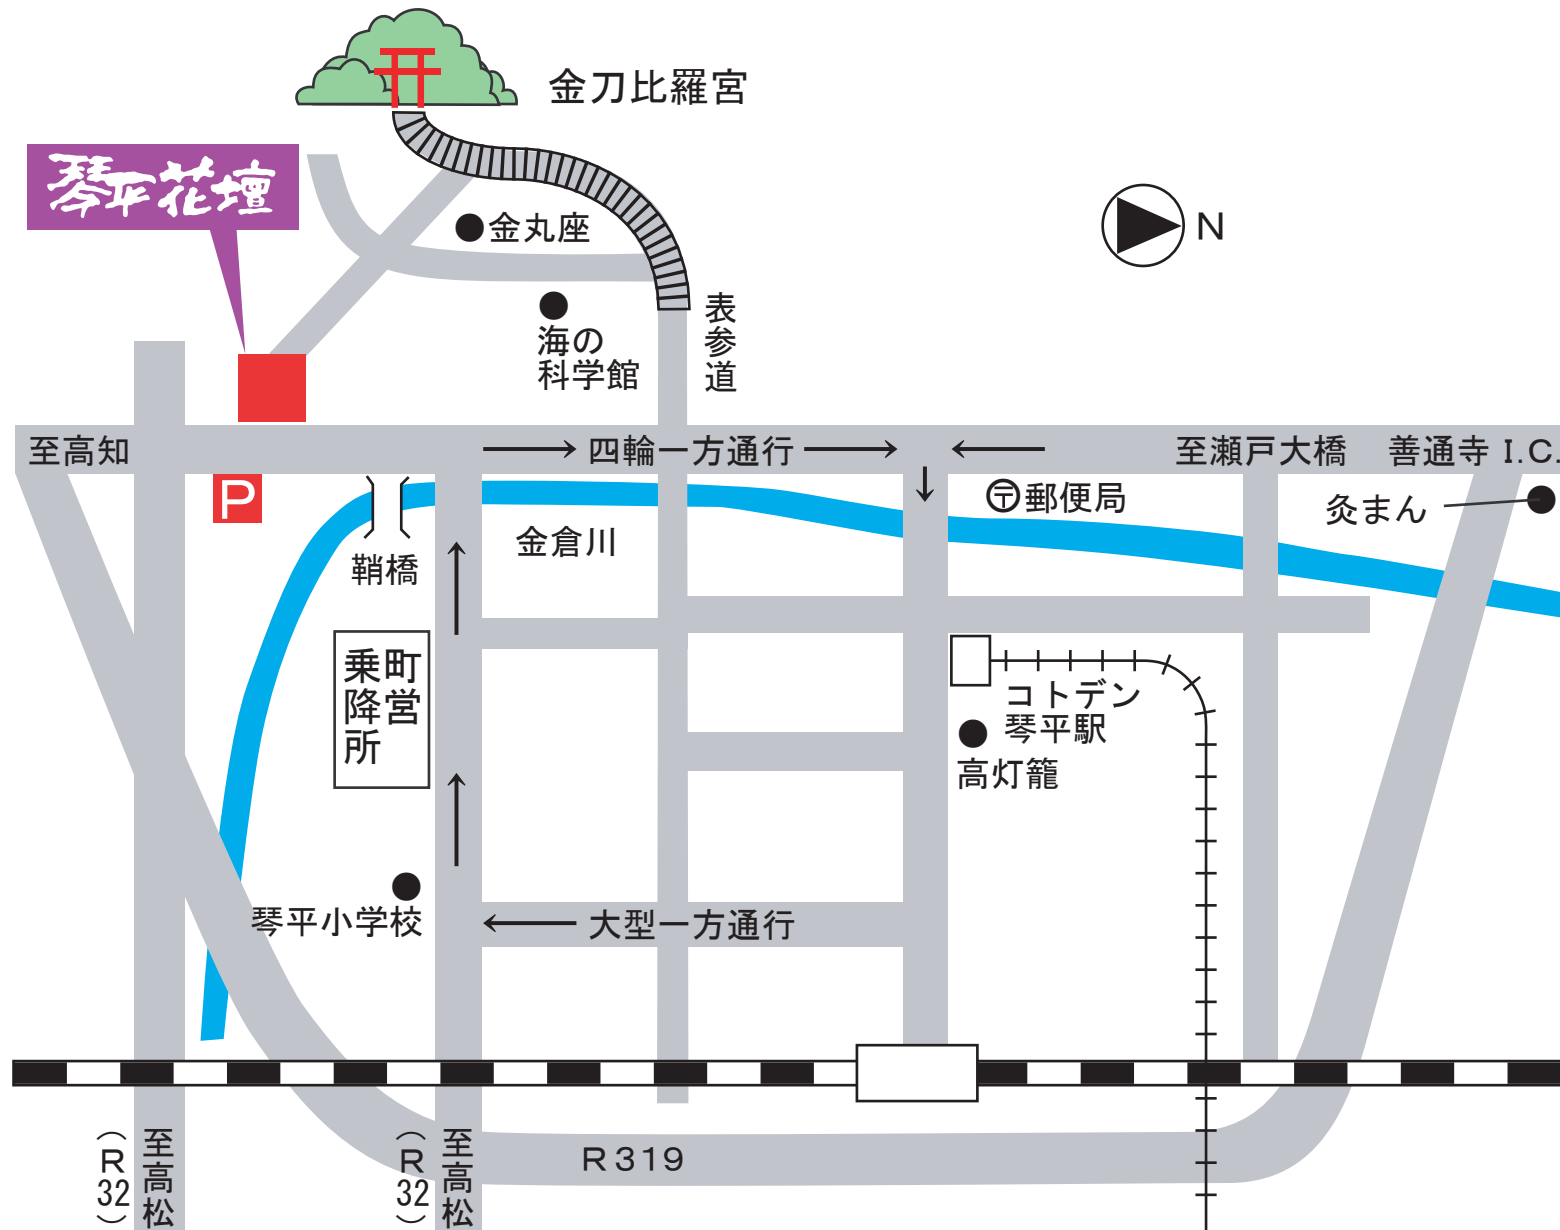 金刀比羅宮
琴平花壇
金丸座
N
海の
科学館
表参道
至高知
四輪一方通行
至瀬戸大橋
善通寺 I.C.
P
〒郵便局
灸まん
金倉川
鞘橋
町営
乗降所
コトデン
琴平駅
高灯籠
琴平小学校
大型一方通行
至高松
（R32）
至高松
（R32）
R319